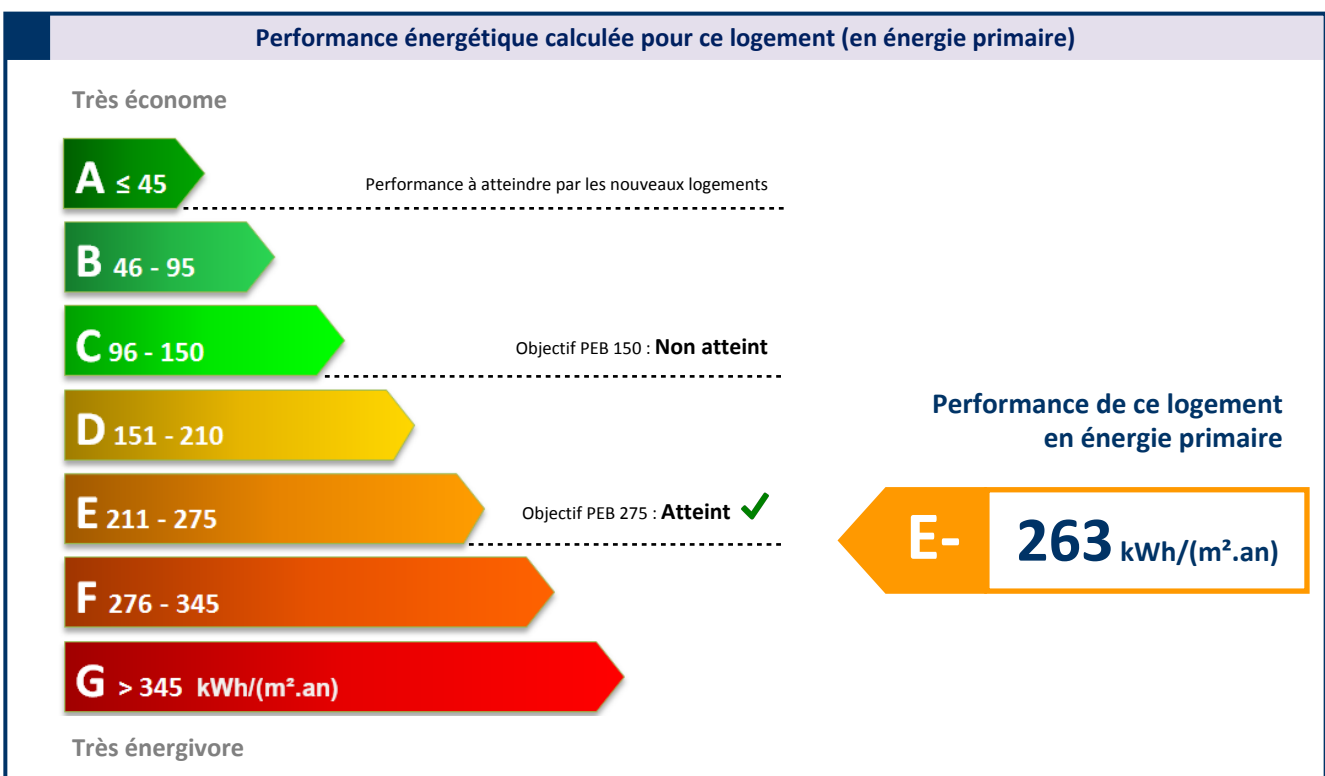 Performance énergétique calculée pour ce logement (en énergie primaire)
Très économe
A ≤ 45
Performance à atteindre par les nouveaux logements
B 46 - 95
C 96 - 150
Objectif PEB 150 : Non atteint
D 151 - 210
Performance de ce logement
en énergie primaire
E 211 - 275
Objectif PEB 275 : Atteint ✓
E- 263 kWh/(m².an)
F 276 - 345
G > 345 kWh/(m².an)
Très énergivore